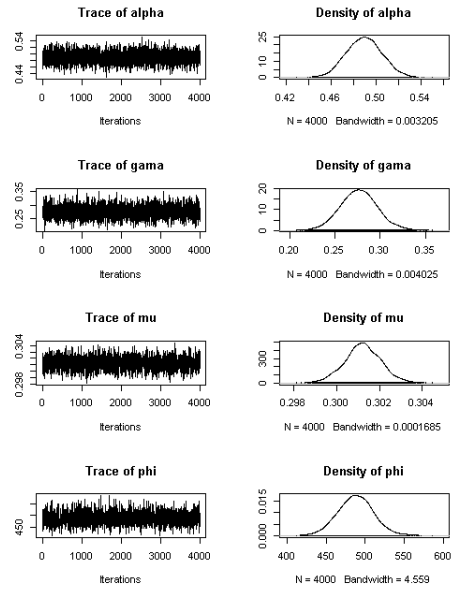 Trace of alpha
0.44 0.54
0 1000 2000 3000 4000
Iterations
Density of alpha
0 10 25
0.42 0.46 0.50 0.54
N = 4000 Bandwidth = 0.003205
Trace of gama
0.25 0.35
0 1000 2000 3000 4000
Iterations
Density of gama
0 10 20
0.20 0.25 0.30 0.35
N = 4000 Bandwidth = 0.004025
Trace of mu
0.298 0.304
0 1000 2000 3000 4000
Iterations
Density of mu
0 300
0.298 0.300 0.302 0.304
N = 4000 Bandwidth = 0.0001685
Trace of phi
450
0 1000 2000 3000 4000
Iterations
Density of phi
0.000 0.015
400 450 500 550 600
N = 4000 Bandwidth = 4.559